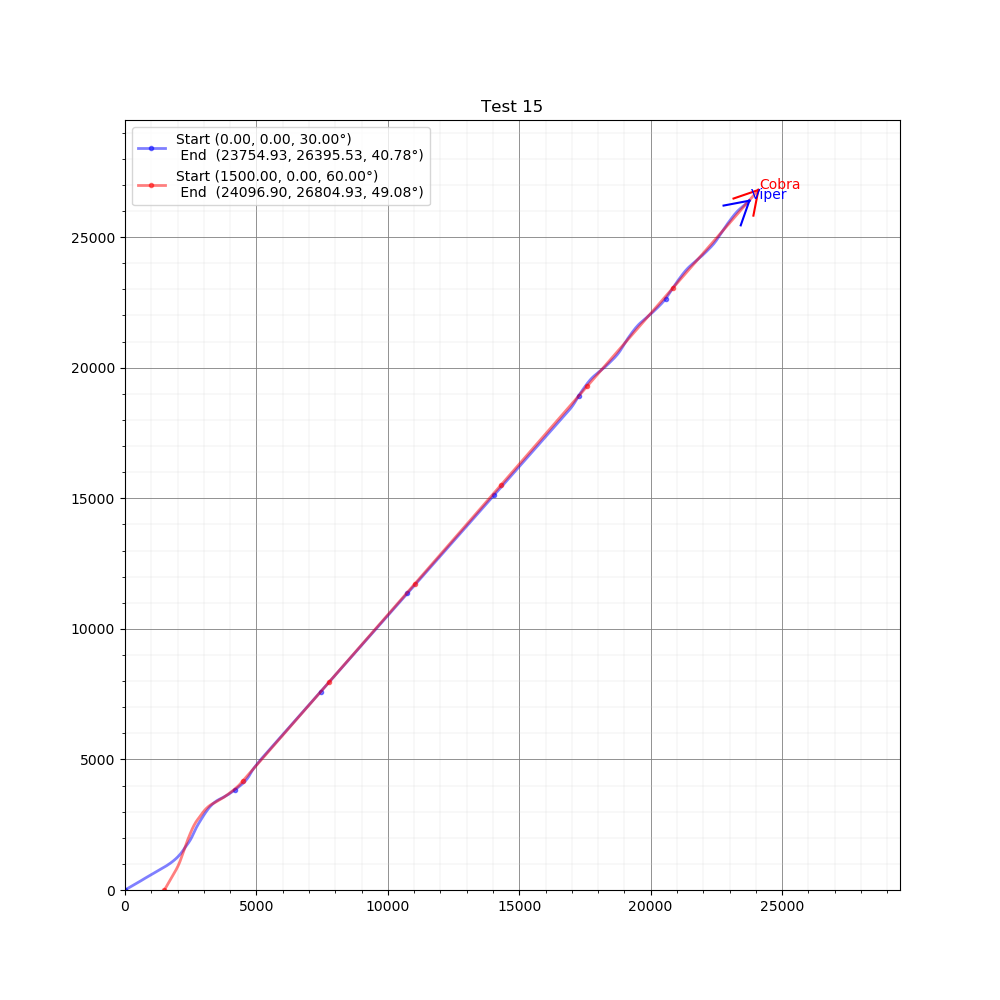 Test 15
Start (0.00, 0.00, 30.00°)
End  (23754.93, 26395.53, 40.78°)
Start (1500.00, 0.00, 60.00°)
End  (24096.90, 26804.93, 49.08°)
Cobra
Viper
25000
20000
15000
10000
5000
0
0
5000
10000
15000
20000
25000